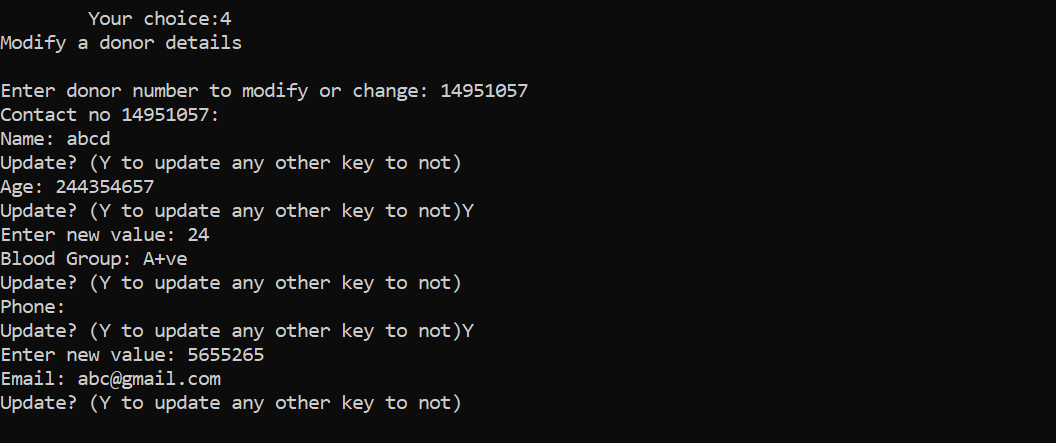 Your choice:4
Modify a donor details
Enter donor number to modify or change: 14951057
Contact no 14951057:
Name: abcd
Update? (Y to update any other key to not)
Age: 244354657
Update? (Y to update any other key to not)Y
Enter new value: 24
Blood Group: A+ve
Update? (Y to update any other key to not)
Phone:
Update? (Y to update any other key to not)Y
Enter new value: 5655265
Email: abc@gmail.com
Update? (Y to update any other key to not)